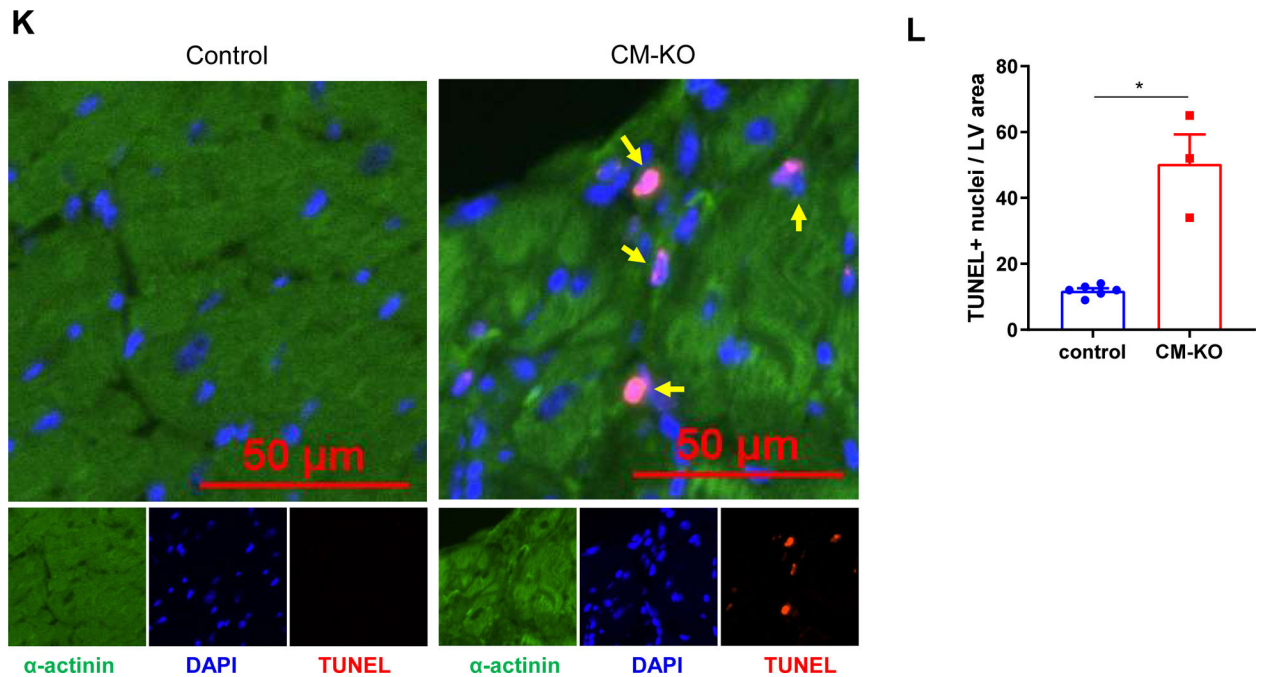 K
Control
CM-KO
50 µm
50 µm
α-actinin DAPI TUNEL
α-actinin DAPI TUNEL
L
TUNEL+ nuclei / LV area
80
60
40
20
0
*
control CM-KO